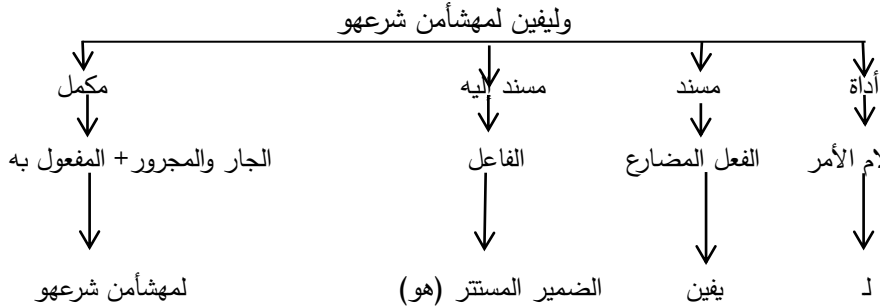 وليفين لمهشأمن شرعهو
أداة مسند مسند إليه مكمل
لام الأمر الفعل المضارع الفاعل الجار والمجرور+ المفعول به
لـ يفين الضمير المستتر (هو) لمهشأمن شرعهو